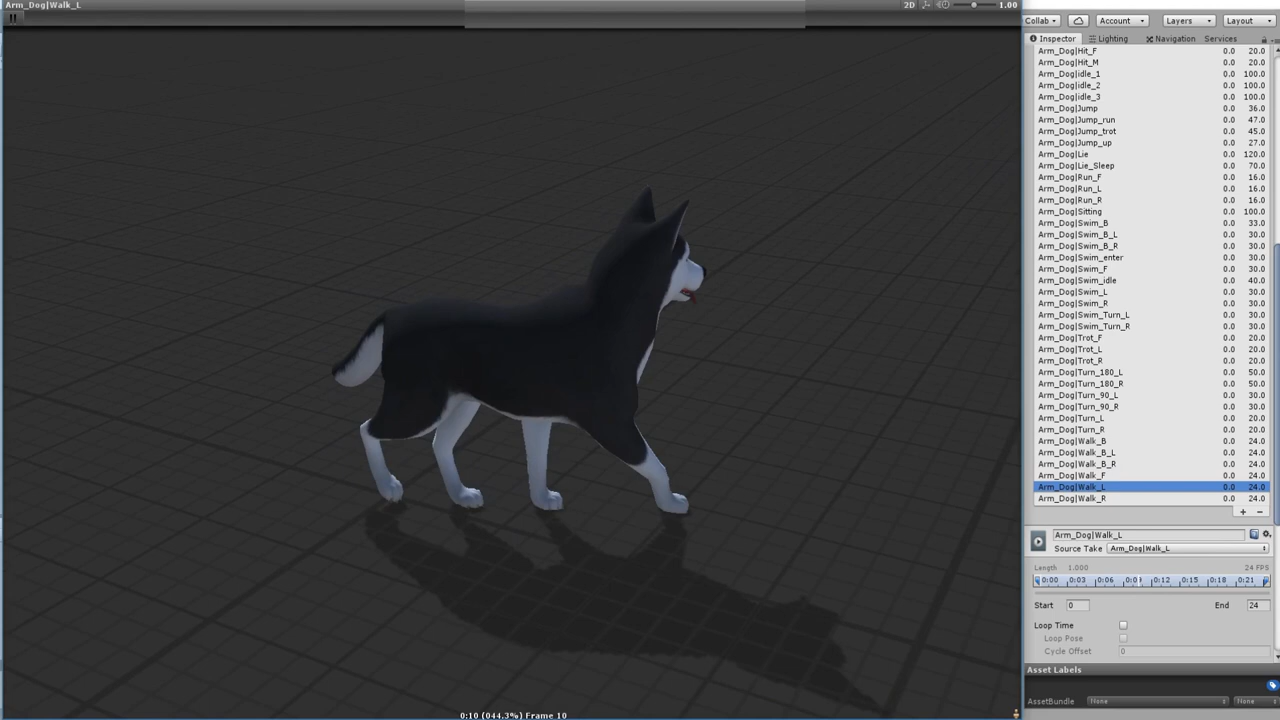 Arm_Dog|Walk_L
2D
1.00
Collab
Account
Layers
Layout
Inspector
Lighting
Navigation
Services
Arm_Dog|Hit_F 0.0 20.0
Arm_Dog|Hit_M 0.0 20.0
Arm_Dog|idle_1 0.0 100.0
Arm_Dog|idle_2 0.0 100.0
Arm_Dog|idle_3 0.0 100.0
Arm_Dog|Jump 0.0 36.0
Arm_Dog|Jump_run 0.0 47.0
Arm_Dog|Jump_trot 0.0 45.0
Arm_Dog|Jump_up 0.0 27.0
Arm_Dog|Lie 0.0 120.0
Arm_Dog|Lie_Sleep 0.0 70.0
Arm_Dog|Run_F 0.0 16.0
Arm_Dog|Run_L 0.0 16.0
Arm_Dog|Run_R 0.0 16.0
Arm_Dog|Sitting 0.0 100.0
Arm_Dog|Swim_B 0.0 33.0
Arm_Dog|Swim_B_L 0.0 30.0
Arm_Dog|Swim_B_R 0.0 30.0
Arm_Dog|Swim_enter 0.0 30.0
Arm_Dog|Swim_F 0.0 30.0
Arm_Dog|Swim_idle 0.0 40.0
Arm_Dog|Swim_L 0.0 30.0
Arm_Dog|Swim_R 0.0 30.0
Arm_Dog|Swim_Turn_L 0.0 30.0
Arm_Dog|Swim_Turn_R 0.0 30.0
Arm_Dog|Trot_F 0.0 20.0
Arm_Dog|Trot_L 0.0 20.0
Arm_Dog|Trot_R 0.0 20.0
Arm_Dog|Turn_180_L 0.0 50.0
Arm_Dog|Turn_180_R 0.0 50.0
Arm_Dog|Turn_90_L 0.0 30.0
Arm_Dog|Turn_90_R 0.0 30.0
Arm_Dog|Turn_L 0.0 20.0
Arm_Dog|Turn_R 0.0 20.0
Arm_Dog|Walk_B 0.0 24.0
Arm_Dog|Walk_B_L 0.0 24.0
Arm_Dog|Walk_B_R 0.0 24.0
Arm_Dog|Walk_F 0.0 24.0
Arm_Dog|Walk_L 0.0 24.0
Arm_Dog|Walk_R 0.0 24.0
+ −
Arm_Dog|Walk_L
Source Take Arm_Dog|Walk_L
Length 1.000 24 FPS
0:00 0:03 0:06 0:09 0:12 0:15 0:18 0:21
Start 0 End 24
Loop Time
Loop Pose
Cycle Offset 0
Asset Labels
AssetBundle None None
0:10 (044.3%) Frame 10